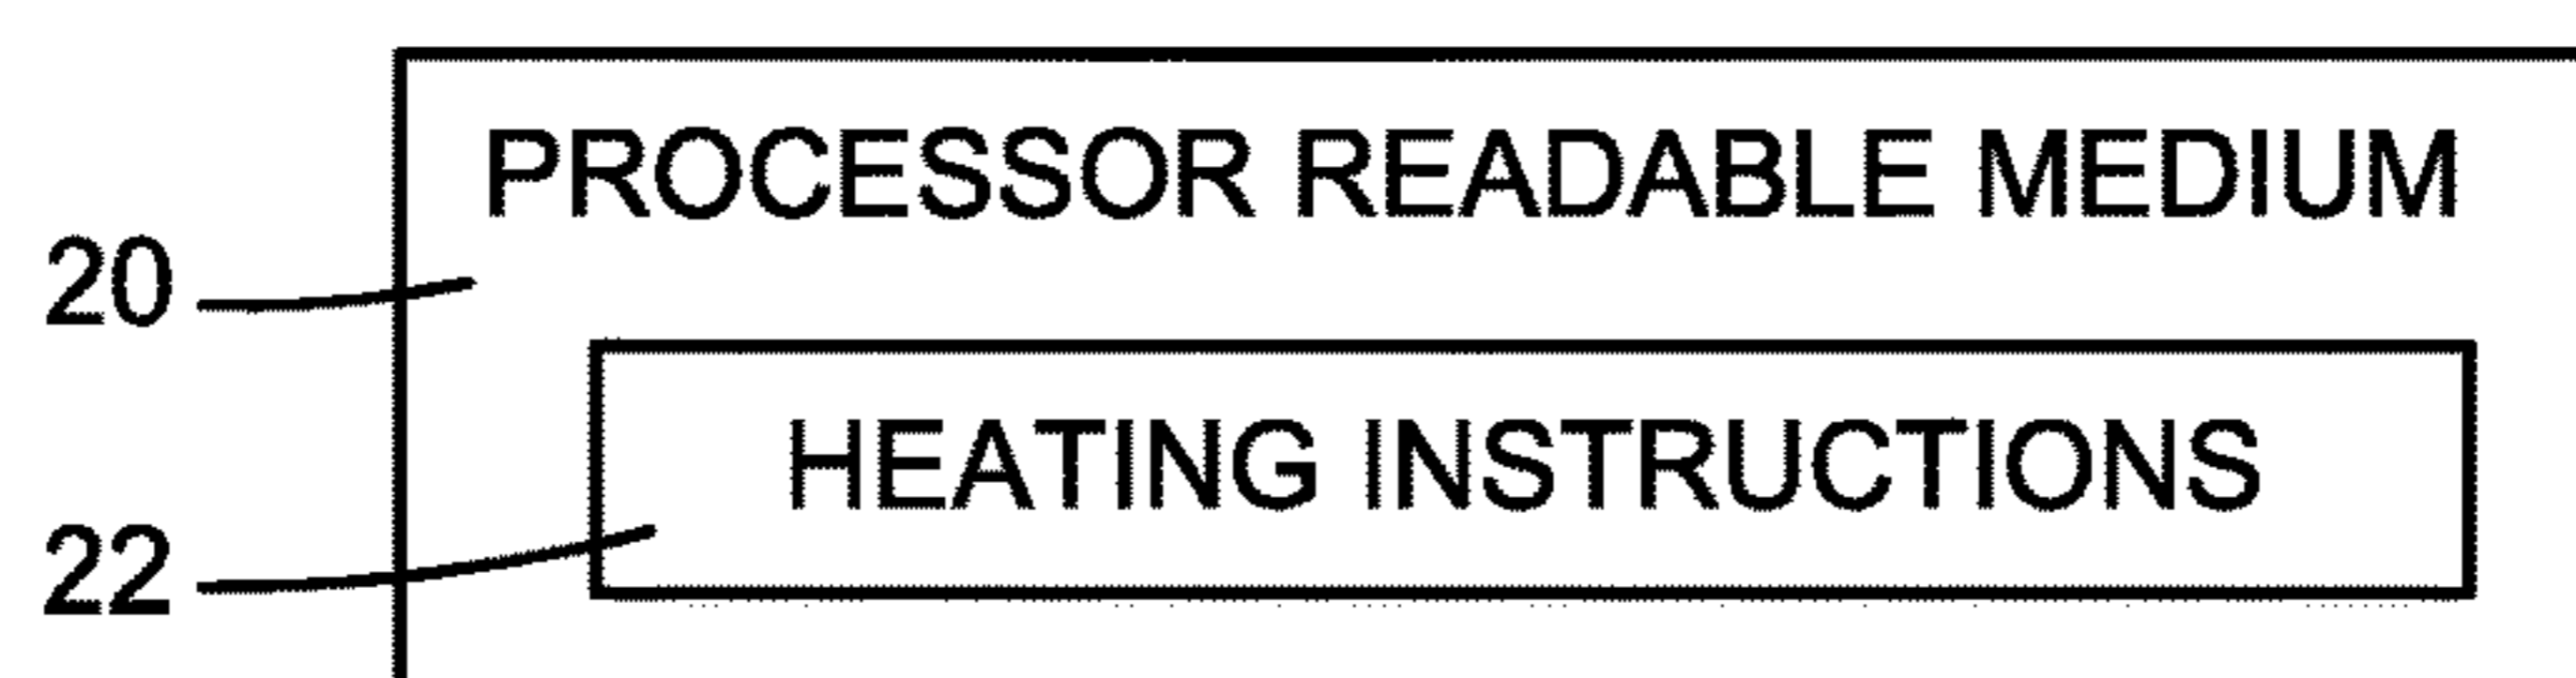 PROCESSOR READABLE MEDIUM
20
HEATING INSTRUCTIONS
22